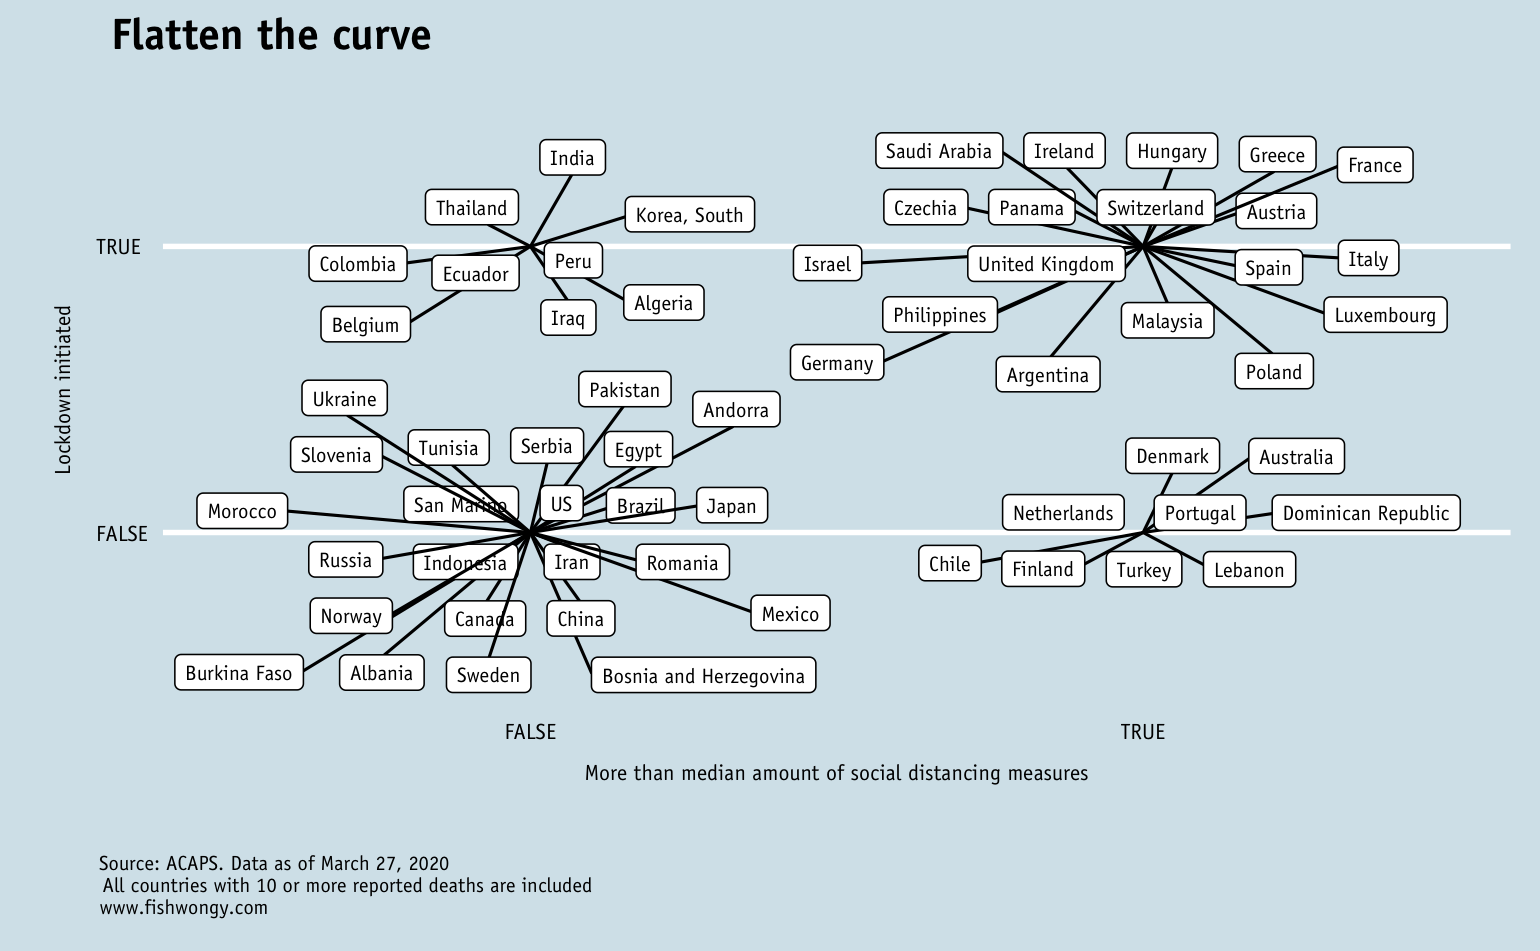 Flatten the curve
India
Thailand
Korea, South
Colombia
Ecuador
Peru
Belgium
Iraq
Algeria
Saudi Arabia
Ireland
Hungary
Greece
France
Czechia
Panama
Switzerland
Austria
Israel
United Kingdom
Spain
Italy
Philippines
Malaysia
Luxembourg
Germany
Argentina
Poland
TRUE
Lockdown initiated
FALSE
Ukraine
Pakistan
Andorra
Slovenia
Tunisia
Serbia
Egypt
Morocco
San Marino
US
Brazil
Japan
Russia
Indonesia
Iran
Romania
Norway
Canada
China
Mexico
Burkina Faso
Albania
Sweden
Bosnia and Herzegovina
Denmark
Australia
Netherlands
Portugal
Dominican Republic
Chile
Finland
Turkey
Lebanon
FALSE
TRUE
More than median amount of social distancing measures
Source: ACAPS. Data as of March 27, 2020
All countries with 10 or more reported deaths are included
www.fishwongy.com